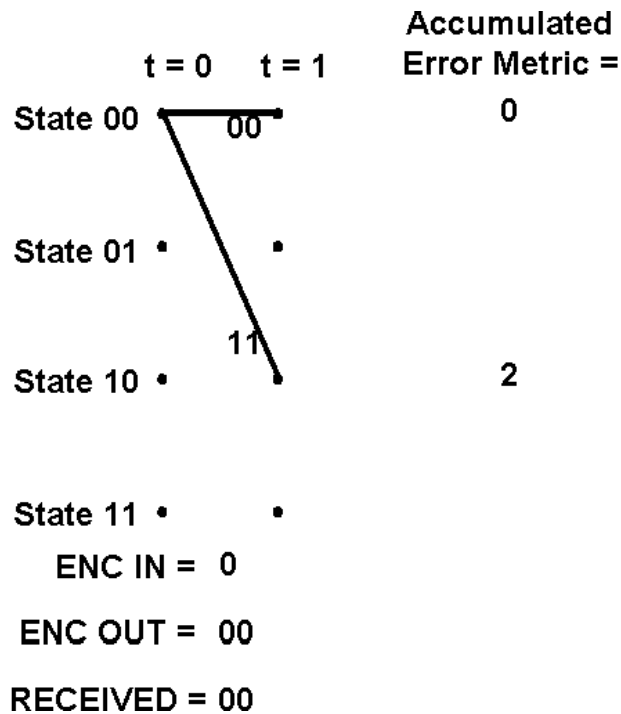 Accumulated
t = 0 t = 1 Error Metric =
State 00 00 0
State 01
11
State 10 2
State 11
ENC IN = 0
ENC OUT = 00
RECEIVED = 00